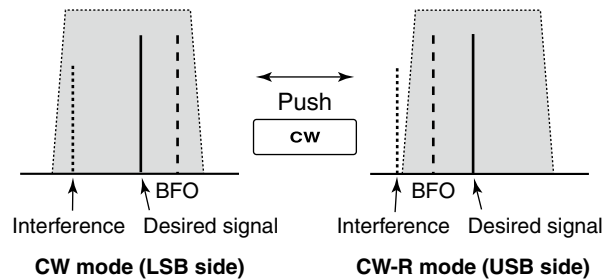 Push
CW
BFO
BFO
Interference
Desired signal
Interference
Desired signal
CW mode (LSB side)
CW-R mode (USB side)